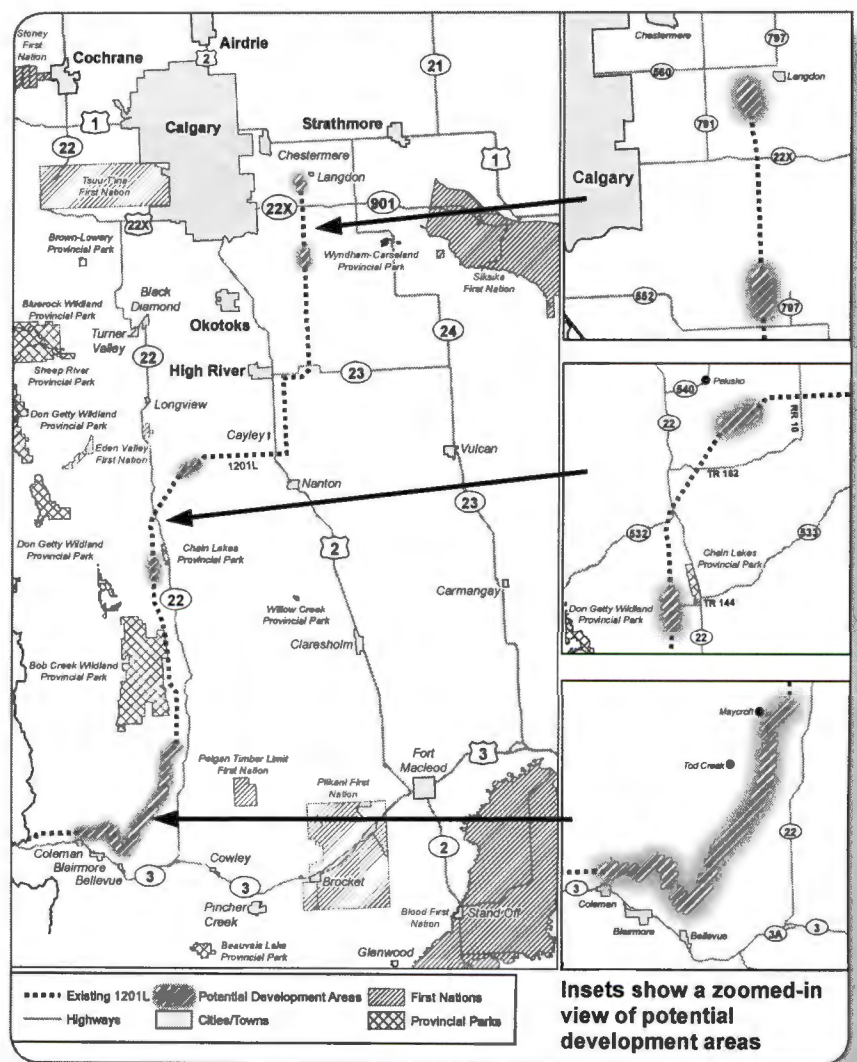 Stoney
First
Nation
Cochrane
Airdrie
2
21
22
1
Calgary
Strathmore
Chestermere
1
Langdon
Tsuu-Tina
First Nation
22X
22X
901
Brown-Lowery
Provincial Park
Wyndham-Carseland
Provincial Park
Siksika
First Nation
Black
Diamond
Bluerock Wildland
Provincial Park
Okotoks
Turner
Valley
24
22
Sheep River
Provincial Park
High River
23
Longview
Don Getty Wildland
Provincial Park
Cayley
Eden Valley
First Nation
1201L
Vulcan
Nanton
23
Don Getty Wildland
Provincial Park
Chain Lakes
Provincial Park
2
22
Willow Creek
Provincial Park
Carmangay
Claresholm
Bob Creek Wildland
Provincial Park
Fort
Macleod
3
Peigan Timber Limit
First Nation
Piikani First
Nation
Coleman
Blairmore
Bellevue
3
Cowley
3
2
Brocket
Pincher
Creek
Blood First
Nation
Stand Off
Beauvais Lake
Provincial Park
Glenwood
Chestermere
797
560
Langdon
791
22X
Calgary
552
797
540
Pekisko
22
RR 10
TR 162
532
533
Chain Lakes
Provincial Park
Don Getty Wildland
Provincial Park
TR 144
22
Maycroft
Tod Creek
22
3
Coleman
Blairmore
Bellevue
3A
3
Existing 1201L
Potential Development Areas
First Nations
Highways
Cities/Towns
Provincial Parks
Insets show a zoomed-in
view of potential
development areas